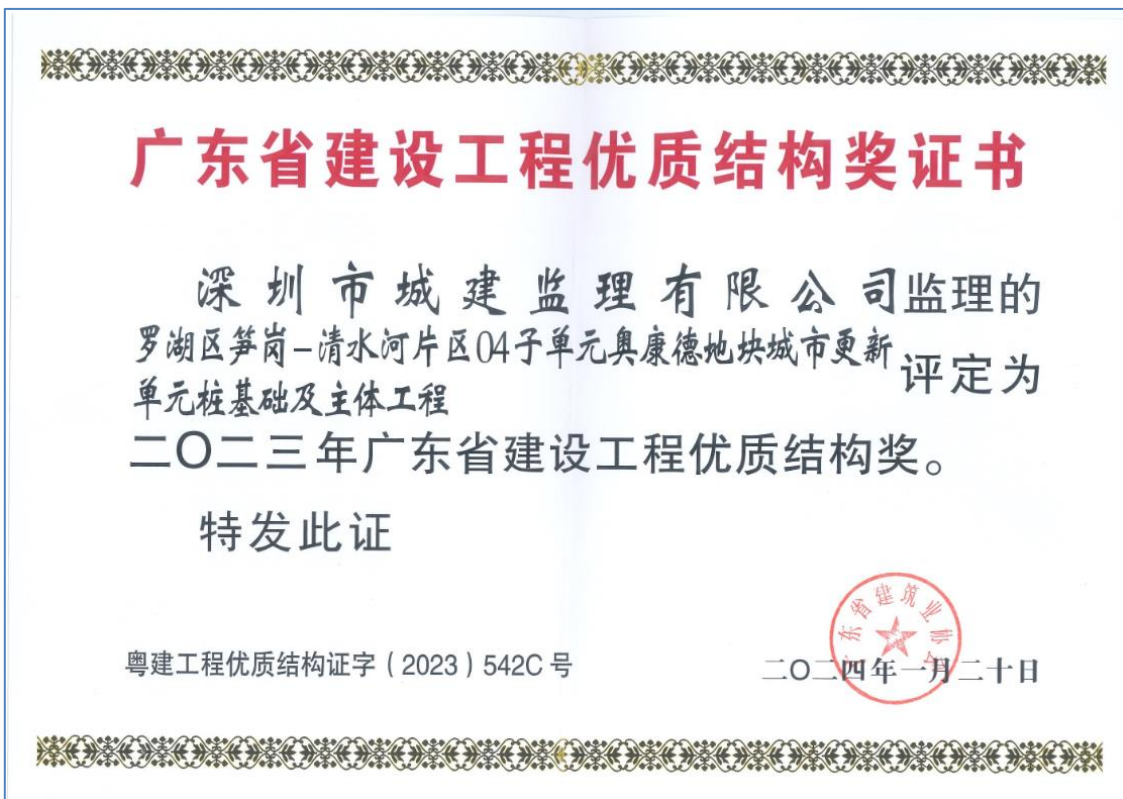 广东省建设工程优质结构奖证书
深圳市城建监理有限公司监理的
罗湖区笋岗-清水河片区04子单元奥康德地块城市更新
单元桩基础及主体工程
评定为
二〇二三年广东省建设工程优质结构奖。
特发此证
广东省建筑业协会
粤建工程优质结构证字（2023）542C 号
二〇二四年一月二十日